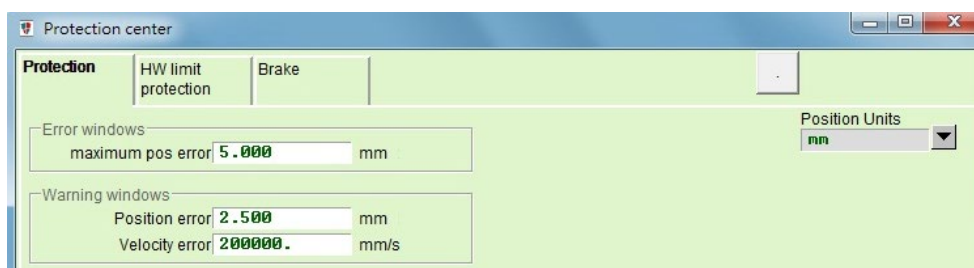 Protection center
Protection
HW limit
protection
Brake
.
Position Units
mm
Error windows
maximum pos error 5.000 mm
Warning windows
Position error 2.500 mm
Velocity error 200000. mm/s